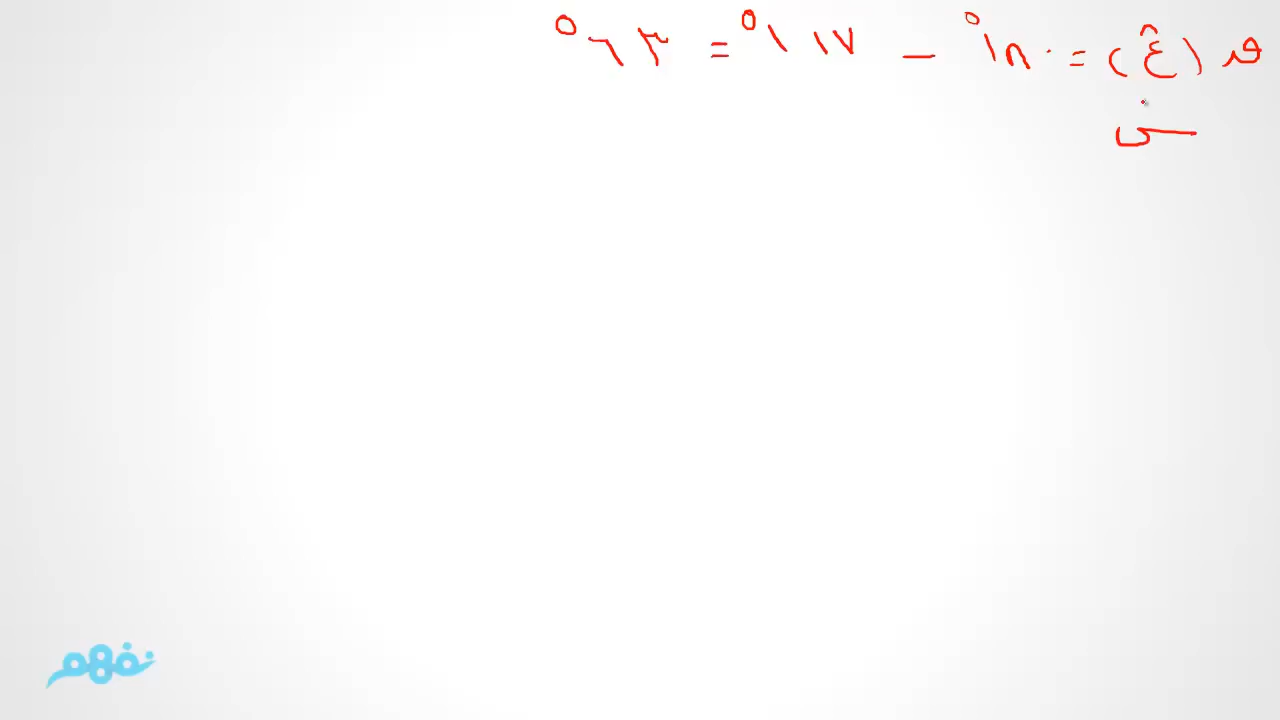 ق (ع̂) = ١٨٠° − ١١٧° = ٦٣°
س
نفهم